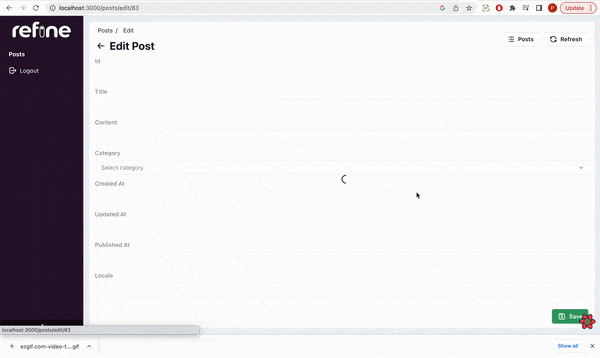 localhost:3000/posts/edit/83
P
Update
refine
Posts
Logout
Posts / Edit
Edit Post
Posts
Refresh
Id
Title
Content
Category
Select category
Created At
Updated At
Published At
Locale
Save
localhost:3000/posts/edit/83
ezgif.com-video-t....gif
Show all